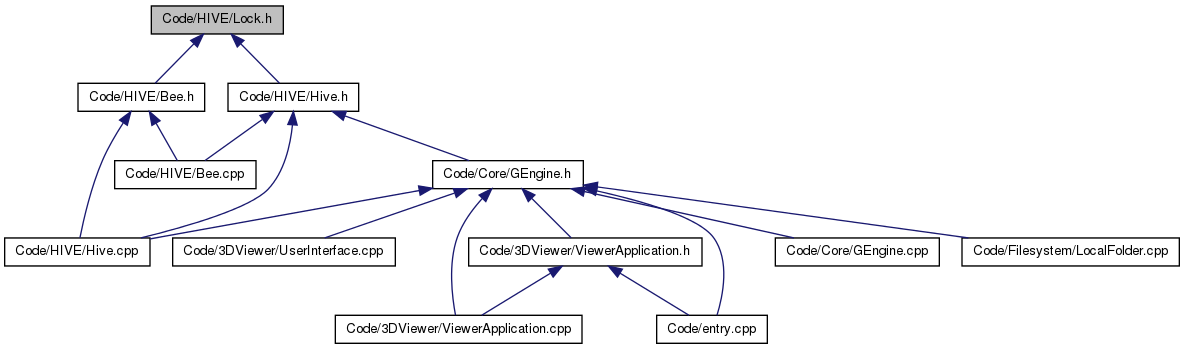 Code/HIVE/Lock.h
Code/HIVE/Bee.h
Code/HIVE/Hive.h
Code/HIVE/Bee.cpp
Code/Core/GEngine.h
Code/HIVE/Hive.cpp
Code/3DViewer/UserInterface.cpp
Code/3DViewer/ViewerApplication.h
Code/Core/GEngine.cpp
Code/Filesystem/LocalFolder.cpp
Code/3DViewer/ViewerApplication.cpp
Code/entry.cpp